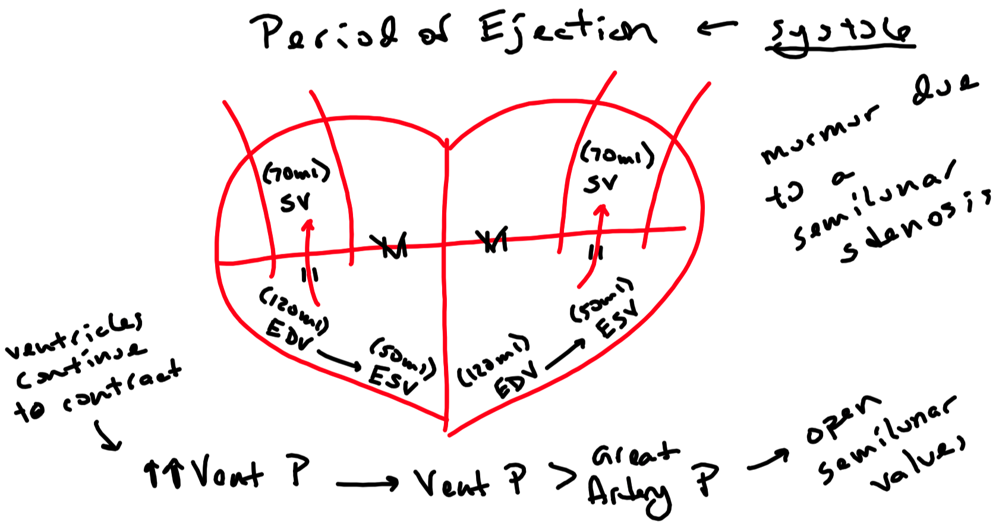 Period of Ejection ← systole
murmur due
to a
semilunar
stenosis
(70ml)
SV
(70ml)
SV
(120ml)
EDV → (50ml)
ESV
(120ml)
EDV → (50ml)
ESV
ventricles
continue
to contract
↑↑ Vent P → Vent P > Great
Artery P → open
semilunar
valves